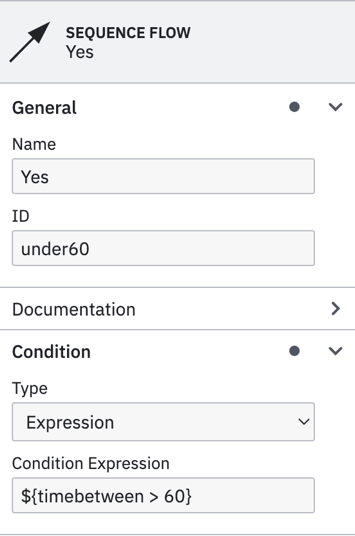 SEQUENCE FLOW
Yes
General
Name
Yes
ID
under60
Documentation
Condition
Type
Expression
Condition Expression
${timebetween > 60}